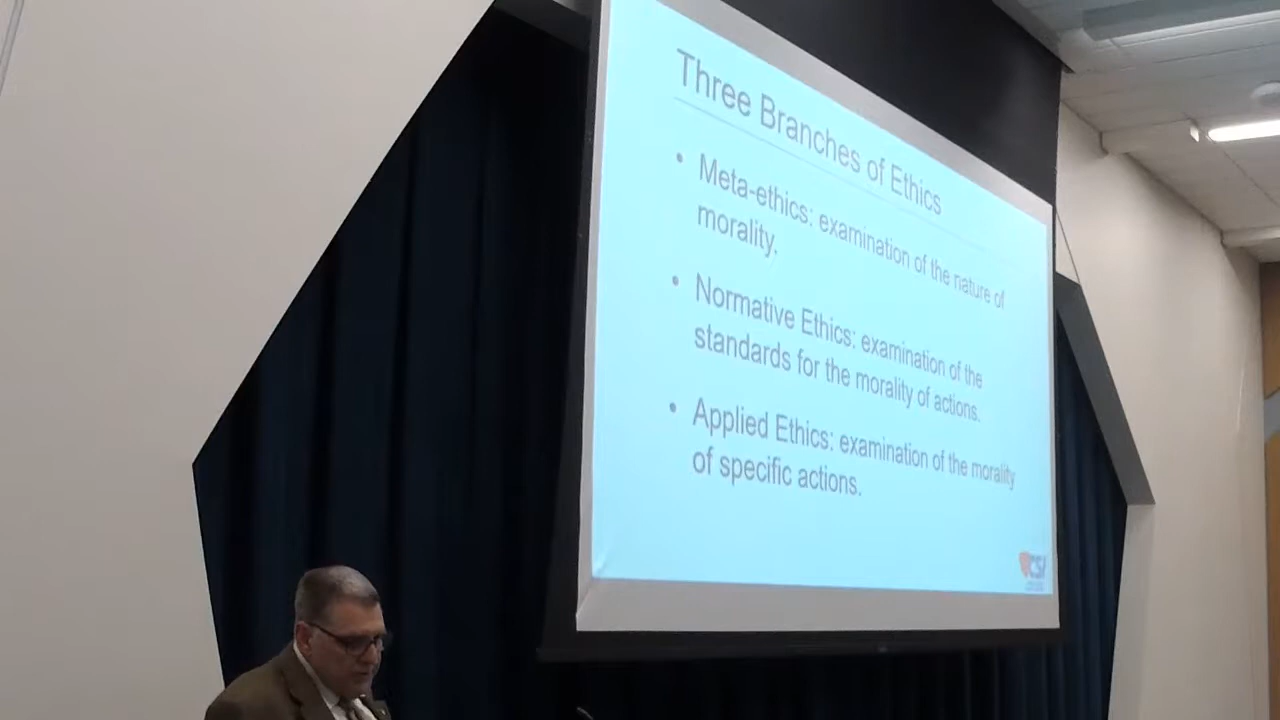 Three Branches of Ethics
• Meta-ethics: examination of the nature of
morality.
• Normative Ethics: examination of the
standards for the morality of actions.
• Applied Ethics: examination of the morality
of specific actions.
CSI